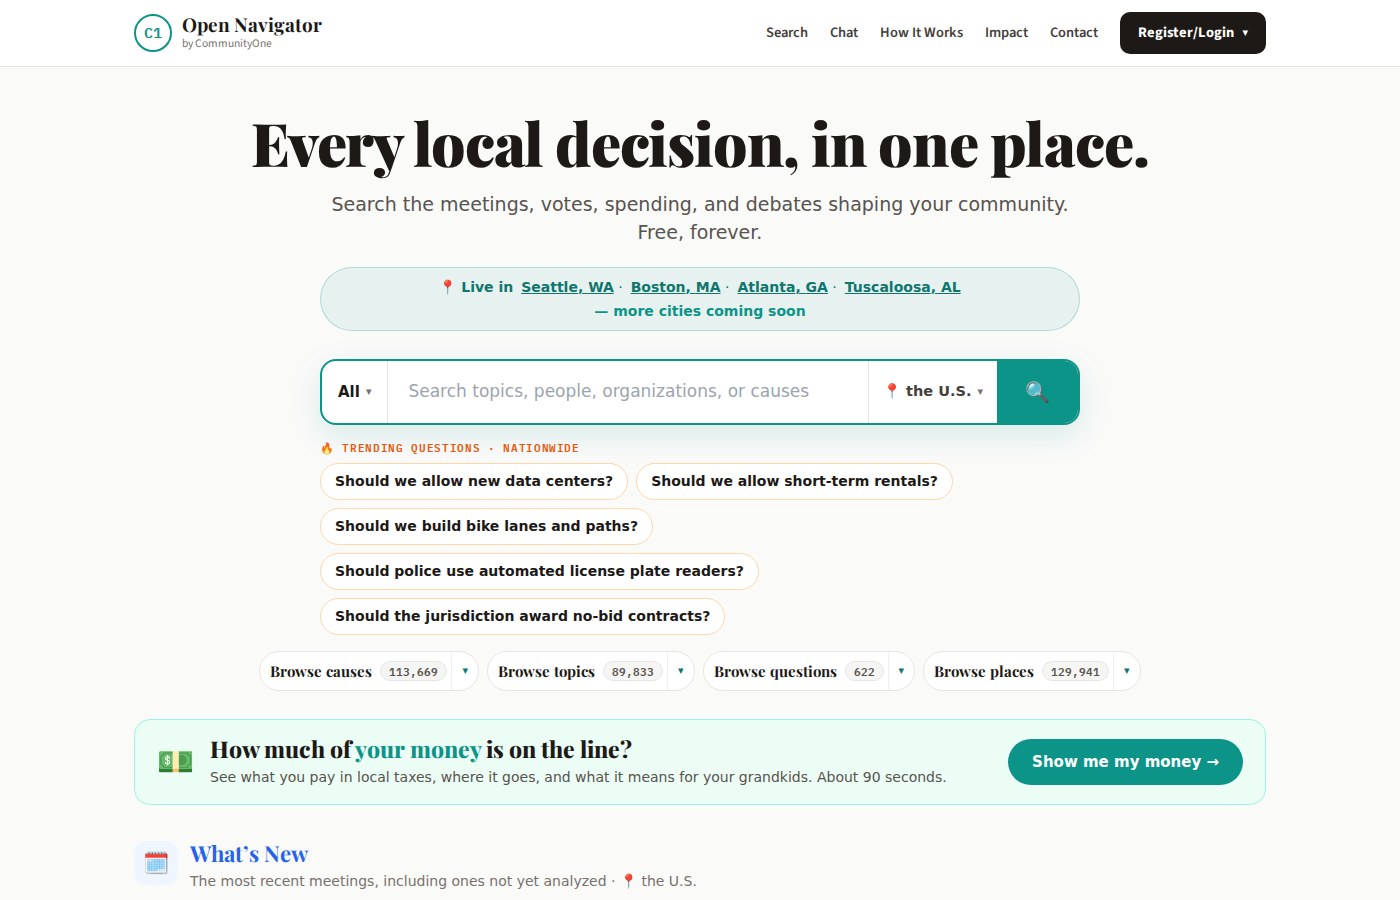 C1
Open Navigator
by CommunityOne
Search
Chat
How It Works
Impact
Contact
Register/Login ▾
Every local decision, in one place.
Search the meetings, votes, spending, and debates shaping your community.
Free, forever.
📍 Live in Seattle, WA · Boston, MA · Atlanta, GA · Tuscaloosa, AL
— more cities coming soon
All ▾
Search topics, people, organizations, or causes
📍 the U.S. ▾
🔍
🔥 TRENDING QUESTIONS · NATIONWIDE
Should we allow new data centers?
Should we allow short-term rentals?
Should we build bike lanes and paths?
Should police use automated license plate readers?
Should the jurisdiction award no-bid contracts?
Browse causes 113,669 ▾
Browse topics 89,833 ▾
Browse questions 622 ▾
Browse places 129,941 ▾
How much of your money is on the line?
See what you pay in local taxes, where it goes, and what it means for your grandkids. About 90 seconds.
Show me my money →
What's New
The most recent meetings, including ones not yet analyzed · 📍 the U.S.